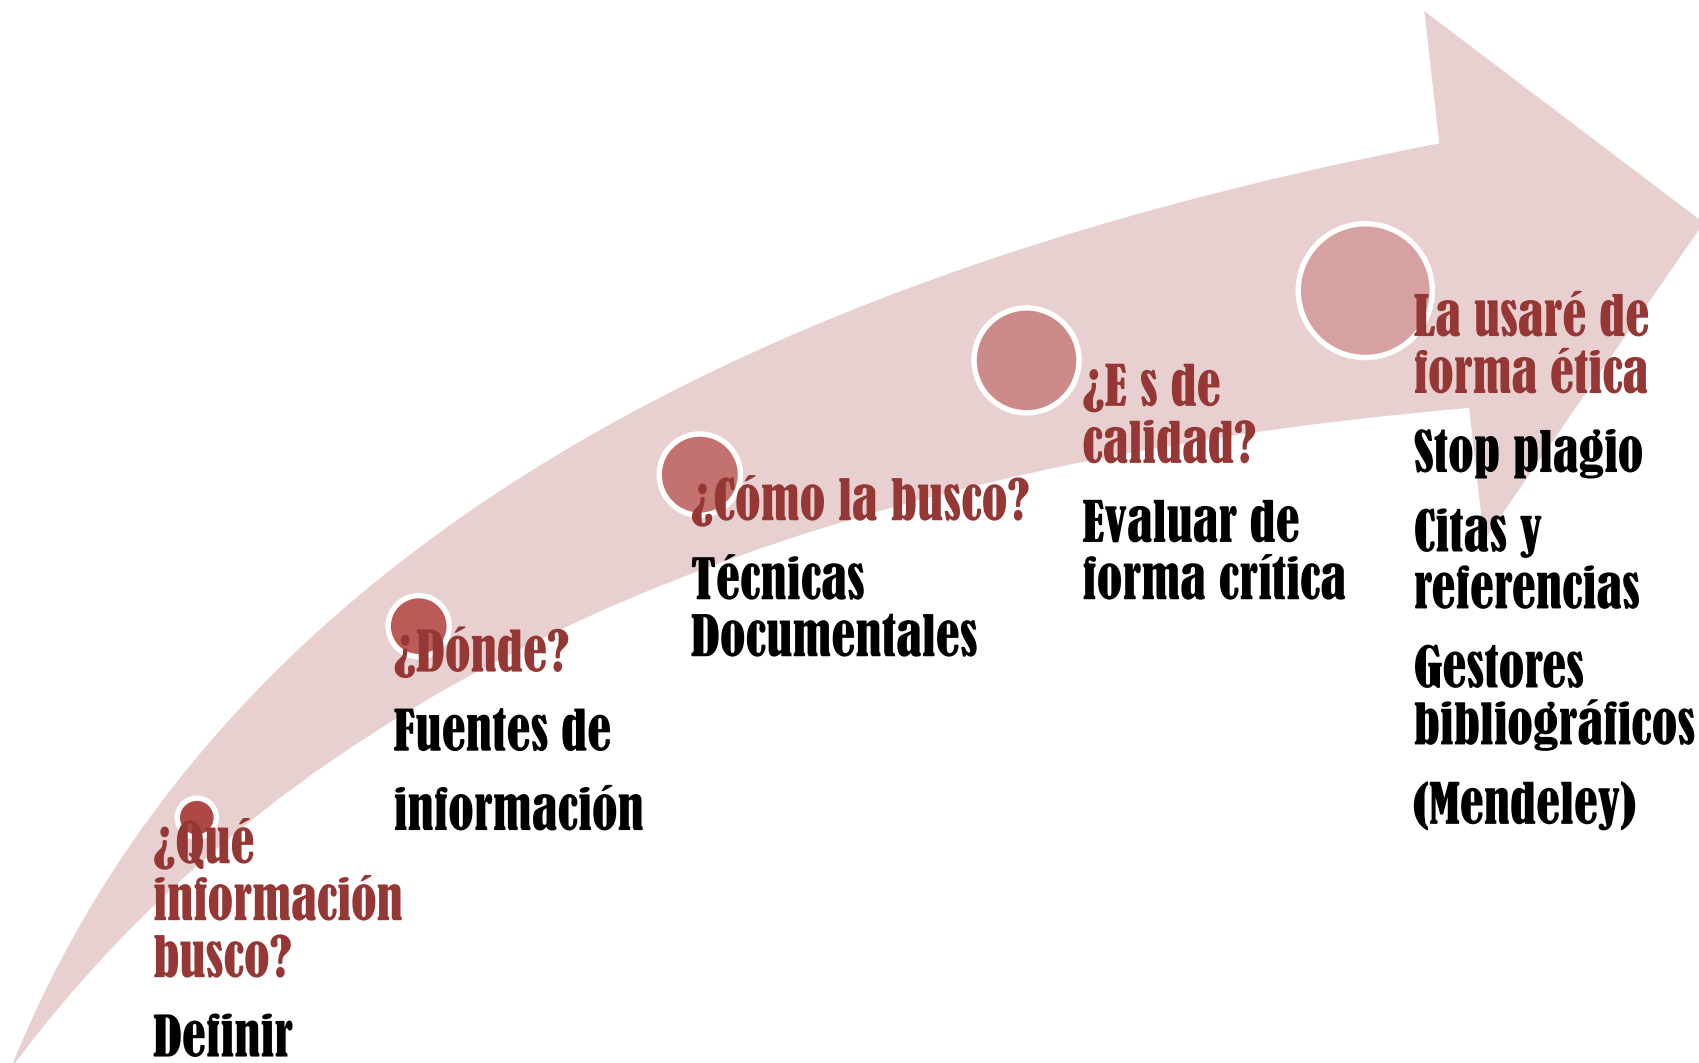 ¿Qué
información
busco?
Definir
¿Dónde?
Fuentes de
información
¿Cómo la busco?
Técnicas
Documentales
¿E s de
calidad?
Evaluar de
forma crítica
La usaré de
forma ética
Stop plagio
Citas y
referencias
Gestores
bibliográficos
(Mendeley)